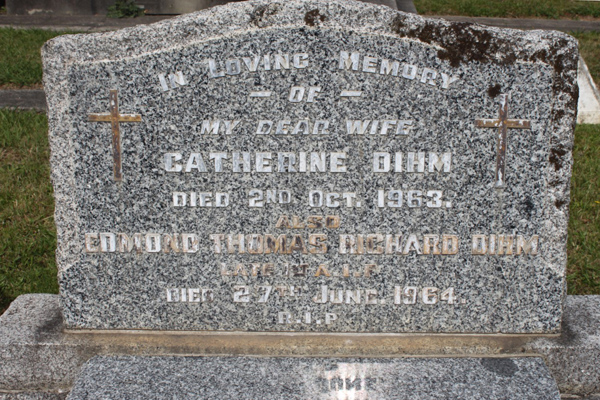 IN LOVING MEMORY
— OF —
MY DEAR WIFE
CATHERINE DIHM
DIED 2ND OCT. 1963.
ALSO
EDMOND THOMAS RICHARD DIHM
LATE A.I.F.
DIED 27TH JUNE. 1964.
R.I.P